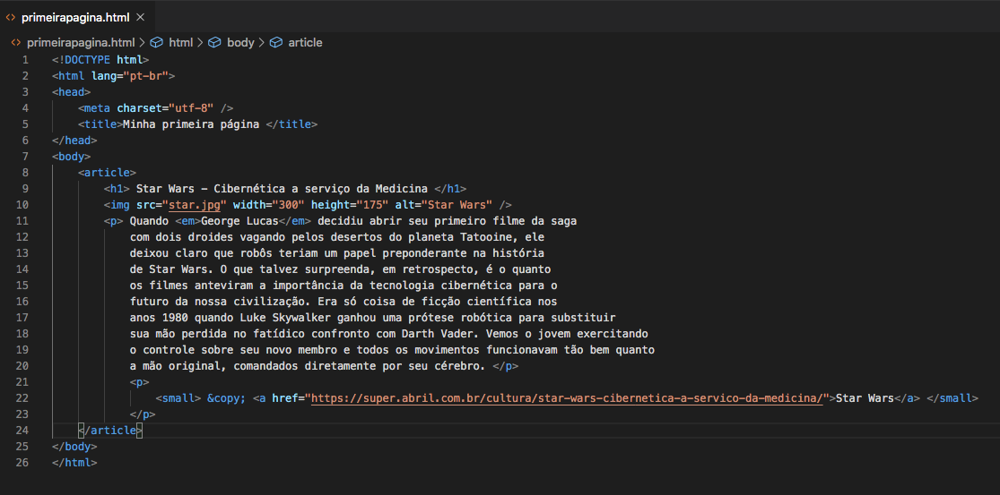 primeirapagina.html ×
primeirapagina.html > html > body > article
1 <!DOCTYPE html>
2 <html lang="pt-br">
3 <head>
4 <meta charset="utf-8" />
5 <title>Minha primeira página </title>
6 </head>
7 <body>
8 <article>
9 <h1> Star Wars – Cibernética a serviço da Medicina </h1>
10 <img src="star.jpg" width="300" height="175" alt="Star Wars" />
11 <p> Quando <em>George Lucas</em> decidiu abrir seu primeiro filme da saga
12 com dois droides vagando pelos desertos do planeta Tatooine, ele
13 deixou claro que robôs teriam um papel preponderante na história
14 de Star Wars. O que talvez surpreenda, em retrospecto, é o quanto
15 os filmes anteviram a importância da tecnologia cibernética para o
16 futuro da nossa civilização. Era só coisa de ficção científica nos
17 anos 1980 quando Luke Skywalker ganhou uma prótese robótica para substituir
18 sua mão perdida no fatídico confronto com Darth Vader. Vemos o jovem exercitando
19 o controle sobre seu novo membro e todos os movimentos funcionavam tão bem quanto
20 a mão original, comandados diretamente por seu cérebro. </p>
21 <p>
22 <small> &copy; <a href="https://super.abril.com.br/cultura/star-wars-cibernetica-a-servico-da-medicina/">Star Wars</a> </small>
23 </p>
24 </article>
25 </body>
26 </html>